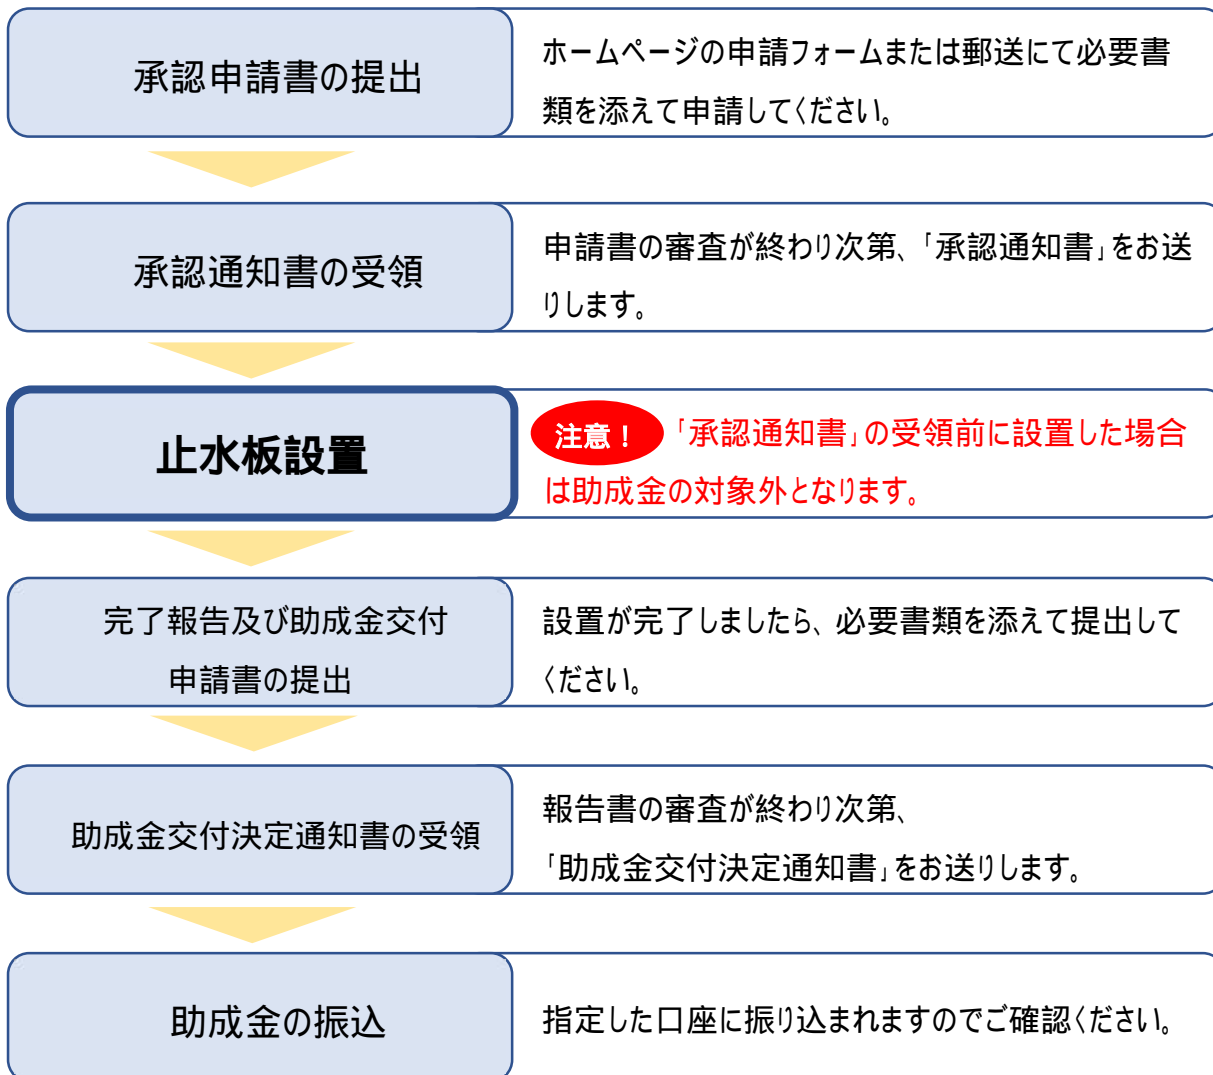 承認申請書の提出
ホームページの申請フォームまたは郵送にて必要書
類を添えて申請してください。
承認通知書の受領
申請書の審査が終わり次第、「承認通知書」をお送
りします。
止水板設置
注意！ 「承認通知書」の受領前に設置した場合
は助成金の対象外となります。
完了報告及び助成金交付
申請書の提出
設置が完了しましたら、必要書類を添えて提出して
ください。
助成金交付決定通知書の受領
報告書の審査が終わり次第、
「助成金交付決定通知書」をお送りします。
助成金の振込
指定した口座に振り込まれますのでご確認ください。